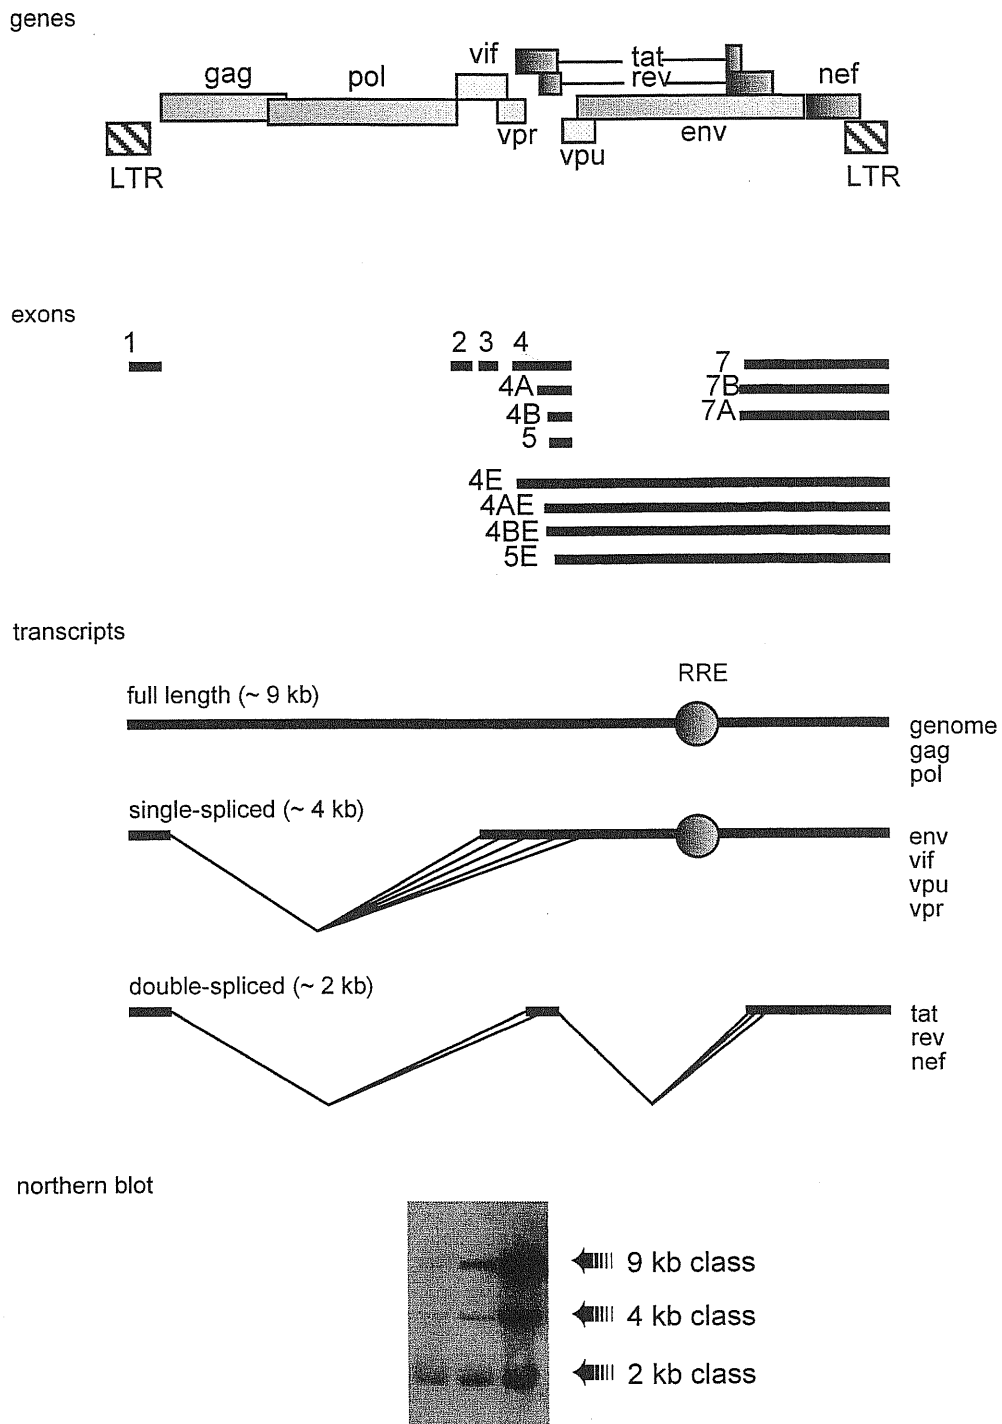 genes
gag
pol
vif
tat
rev
nef
vpr
vpu
env
LTR
LTR
exons
1
2
3
4
7
4A
7B
4B
7A
5
4E
4AE
4BE
5E
transcripts
RRE
full length (~ 9 kb)
genome
gag
pol
single-spliced (~ 4 kb)
env
vif
vpu
vpr
double-spliced (~ 2 kb)
tat
rev
nef
northern blot
9 kb class
4 kb class
2 kb class